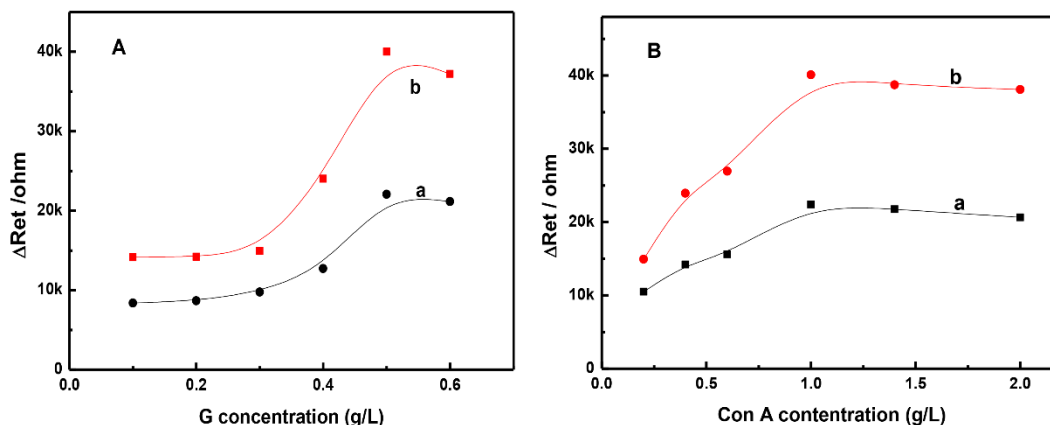 A
40k
30k
20k
10k
0
b
a
0.0 0.2 0.4 0.6
ΔRet /ohm
G concentration (g/L)
B
40k
30k
20k
10k
0
b
a
0.0 0.5 1.0 1.5 2.0
ΔRet / ohm
Con A contentration (g/L)